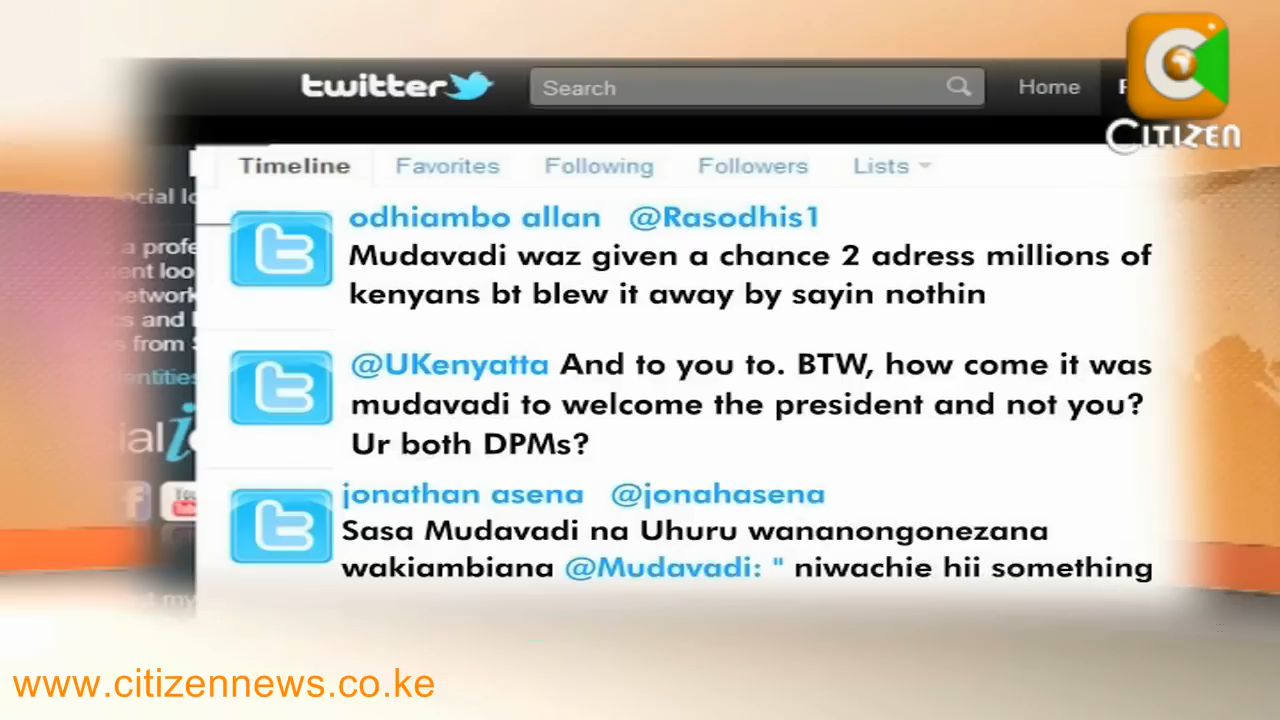 twitter
Search
Home
CITIZEN
Timeline Favorites Following Followers Lists
odhiambo allan @Rasodhis1
Mudavadi waz given a chance 2 adress millions of
kenyans bt blew it away by sayin nothin
@UKenyatta And to you to. BTW, how come it was
mudavadi to welcome the president and not you?
Ur both DPMs?
jonathan asena @jonahasena
Sasa Mudavadi na Uhuru wananongonezana
wakiambiana @Mudavadi: " niwachie hii something
www.citizennews.co.ke